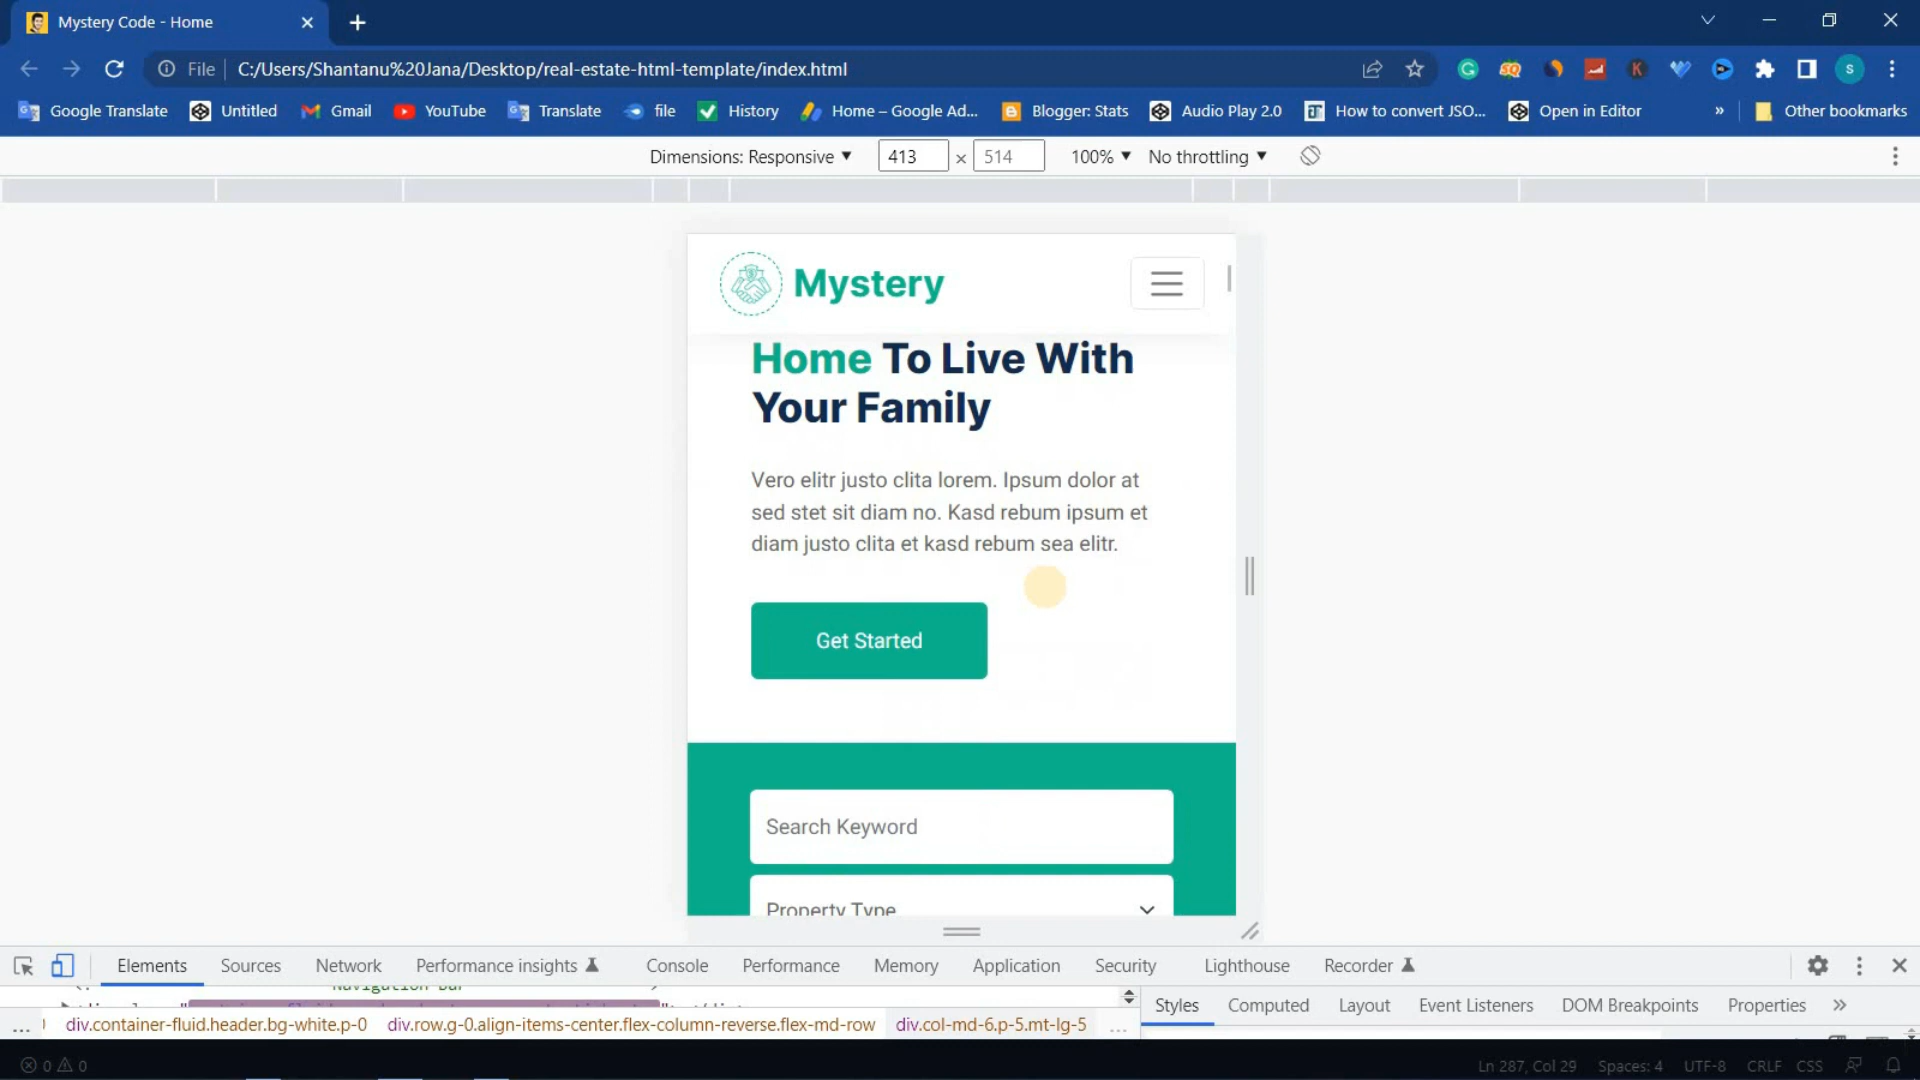 Mystery Code - Home
File
C:/Users/Shantanu%20Jana/Desktop/real-estate-html-template/index.html
S
Google Translate
Untitled
Gmail
YouTube
Translate
file
History
Home – Google Ad...
Blogger: Stats
Audio Play 2.0
How to convert JSO...
Open in Editor
»
Other bookmarks
Dimensions: Responsive
413 × 514
100%
No throttling
Mystery
Home To Live With
Your Family
Vero elitr justo clita lorem. Ipsum dolor at
sed stet sit diam no. Kasd rebum ipsum et
diam justo clita et kasd rebum sea elitr.
Get Started
Search Keyword
Property Type
Elements
Sources
Network
Performance insights
Console
Performance
Memory
Application
Security
Lighthouse
Recorder
Styles
Computed
Layout
Event Listeners
DOM Breakpoints
Properties
»
... div.container-fluid.header.bg-white.p-0 div.row.g-0.align-items-center.flex-column-reverse.flex-md-row div.col-md-6.p-5.mt-lg-5 ...
0 0
Ln 287, Col 29
Spaces: 4
UTF-8
CRLF
CSS